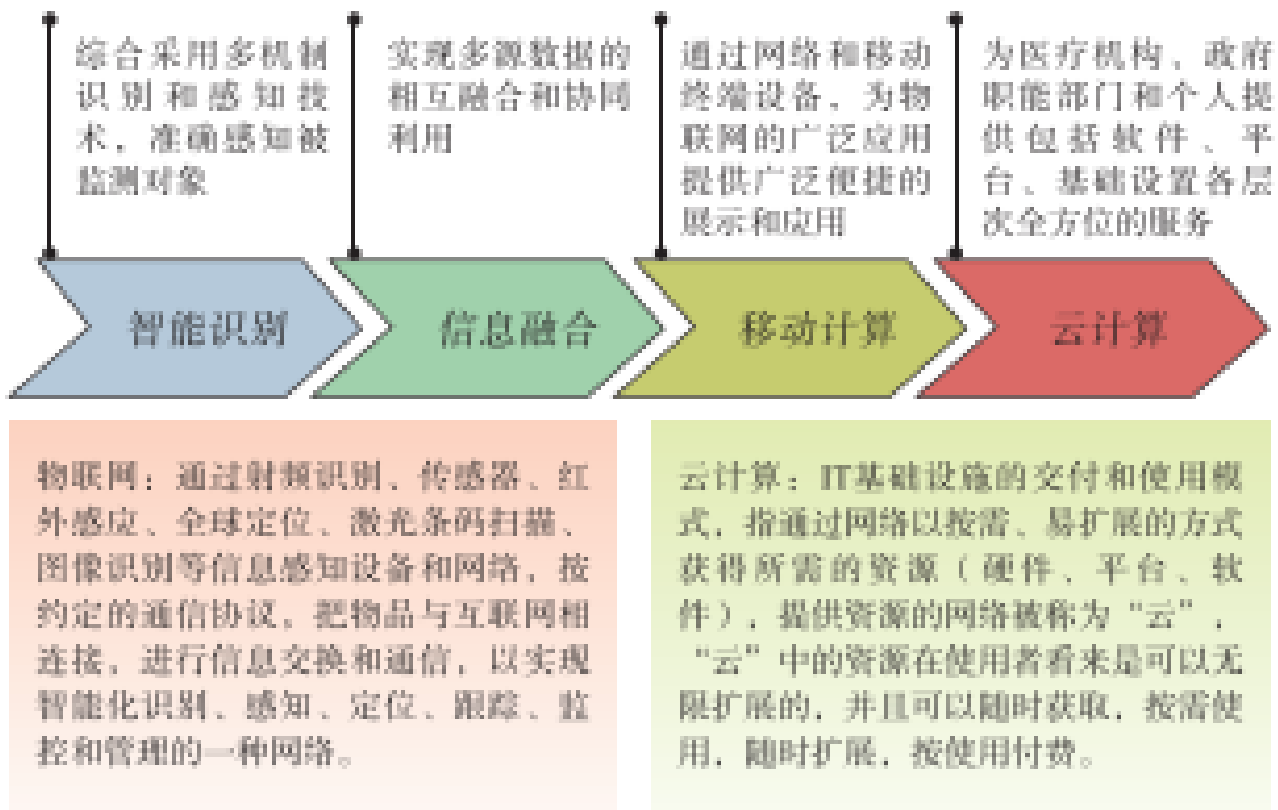 综合采用多机制
识别和感知技
术，准确感知被
监测对象
实现多源数据的
相互融合和协同
利用
通过网络和移动
终端设备，为物
联网的广泛应用
提供广泛便捷的
展示和应用
为医疗机构、政府
职能部门和个人提
供包括软件、平
台、基础设置各层
次全方位的服务
智能识别
信息融合
移动计算
云计算
物联网：通过射频识别、传感器、红
外感应、全球定位、激光条码扫描、
图像识别等信息感知设备和网络，按
约定的通信协议，把物品与互联网相
连接，进行信息交换和通信，以实现
智能化识别、感知、定位、跟踪、监
控和管理的一种网络。
云计算：IT基础设施的交付和使用模
式，指通过网络以按需、易扩展的方式
获得所需的资源（硬件、平台、软
件），提供资源的网络被称为“云”，
“云”中的资源在使用者看来是可以无
限扩展的，并且可以随时获取，按需使
用，随时扩展，按使用付费。